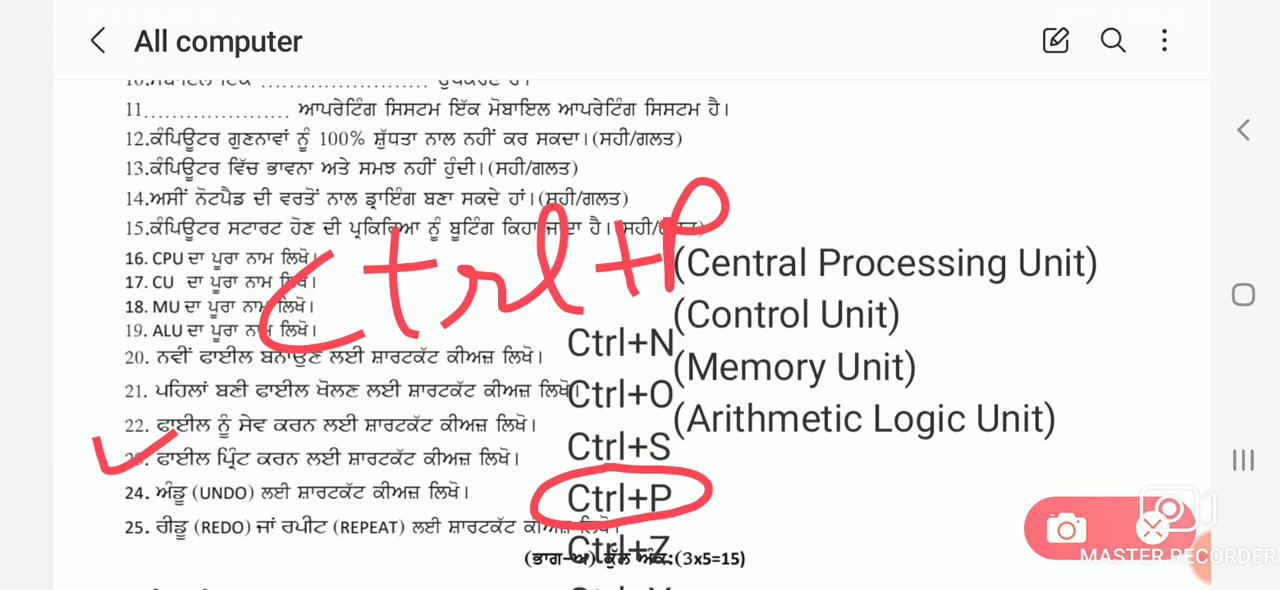 All computer
11..................... ਆਪਰੇਟਿੰਗ ਸਿਸਟਮ ਇੱਕ ਮੋਬਾਇਲ ਆਪਰੇਟਿੰਗ ਸਿਸਟਮ ਹੈ।
12.ਕੰਪਿਊਟਰ ਗੁਣਨਾਵਾਂ ਨੂੰ 100% ਸ਼ੁੱਧਤਾ ਨਾਲ ਨਹੀਂ ਕਰ ਸਕਦਾ।(ਸਹੀ/ਗਲਤ)
13.ਕੰਪਿਊਟਰ ਵਿੱਚ ਭਾਵਨਾ ਅਤੇ ਸਮਝ ਨਹੀਂ ਹੁੰਦੀ।(ਸਹੀ/ਗਲਤ)
14.ਅਸੀਂ ਨੋਟਪੈਡ ਦੀ ਵਰਤੋਂ ਨਾਲ ਡ੍ਰਾਇੰਗ ਬਣਾ ਸਕਦੇ ਹਾਂ।(ਸਹੀ/ਗਲਤ)
15.ਕੰਪਿਊਟਰ ਸਟਾਰਟ ਹੋਣ ਦੀ ਪ੍ਰਕਿਰਿਆ ਨੂੰ ਬੂਟਿੰਗ ਕਿਹਾ ਜਾਂਦਾ ਹੈ।(ਸਹੀ/ਗਲਤ)
Ctrl+P
16. CPU ਦਾ ਪੂਰਾ ਨਾਮ ਲਿਖੋ। (Central Processing Unit)
17. CU ਦਾ ਪੂਰਾ ਨਾਮ ਲਿਖੋ। (Control Unit)
18. MU ਦਾ ਪੂਰਾ ਨਾਮ ਲਿਖੋ। (Memory Unit)
19. ALU ਦਾ ਪੂਰਾ ਨਾਮ ਲਿਖੋ। (Arithmetic Logic Unit)
20. ਨਵੀਂ ਫਾਈਲ ਬਨਾਉਣ ਲਈ ਸ਼ਾਰਟਕੱਟ ਕੀਅਜ਼ ਲਿਖੋ। Ctrl+N
21. ਪਹਿਲਾਂ ਬਣੀ ਫਾਈਲ ਖੋਲਣ ਲਈ ਸ਼ਾਰਟਕੱਟ ਕੀਅਜ਼ ਲਿਖੋ। Ctrl+O
22. ਫਾਈਲ ਨੂੰ ਸੇਵ ਕਰਨ ਲਈ ਸ਼ਾਰਟਕੱਟ ਕੀਅਜ਼ ਲਿਖੋ। Ctrl+S
23. ਫਾਈਲ ਪ੍ਰਿੰਟ ਕਰਨ ਲਈ ਸ਼ਾਰਟਕੱਟ ਕੀਅਜ਼ ਲਿਖੋ। Ctrl+P
24. ਅੰਡੂ (UNDO) ਲਈ ਸ਼ਾਰਟਕੱਟ ਕੀਅਜ਼ ਲਿਖੋ।
25. ਰੀਡੂ (REDO) ਜਾਂ ਰਪੀਟ (REPEAT) ਲਈ ਸ਼ਾਰਟਕੱਟ ਕੀਅਜ਼ ਲਿਖੋ। Ctrl+Z
(ਭਾਗ-ਅ) ਕੁੱਲ ਅੰਕ:(3x5=15)
MASTER RECORDER